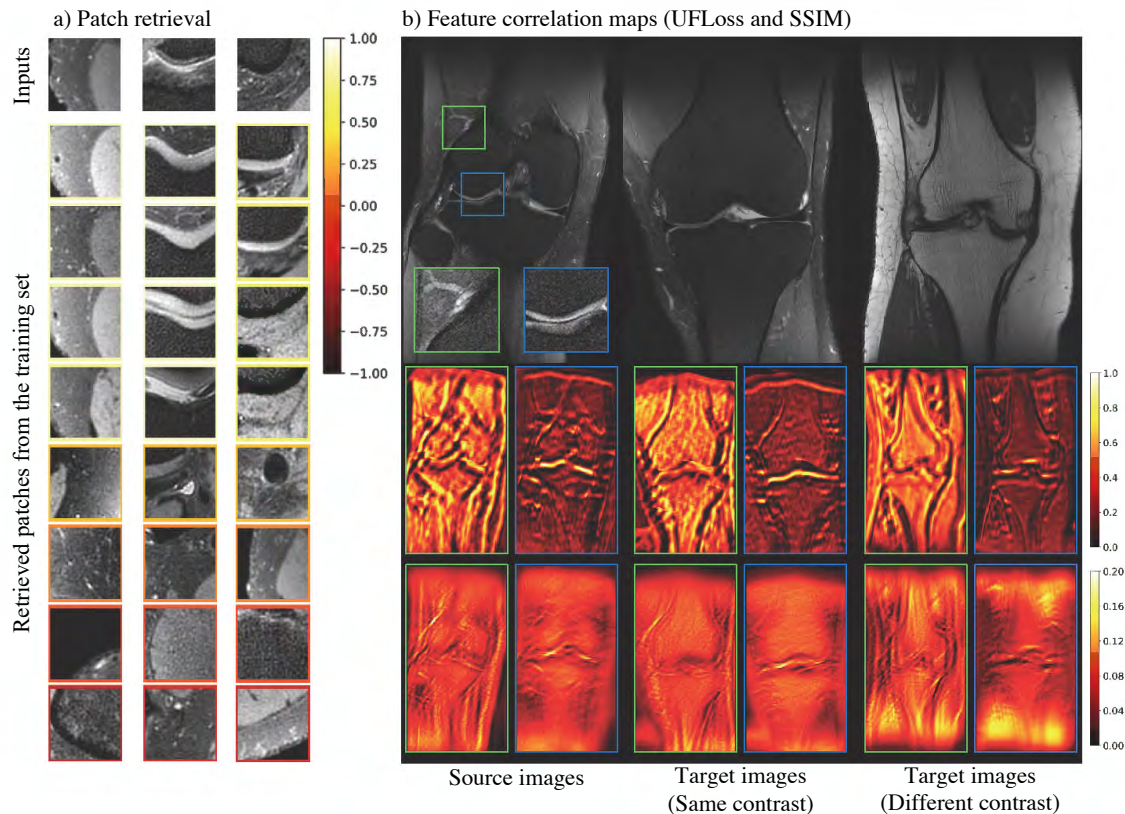 a) Patch retrieval
b) Feature correlation maps (UFLoss and SSIM)
Inputs
Retrieved patches from the training set
1.00
0.75
0.50
0.25
0.00
−0.25
−0.50
−0.75
−1.00
1.0
0.8
0.6
0.4
0.2
0.0
0.20
0.16
0.12
0.08
0.04
0.00
Source images
Target images
(Same contrast)
Target images
(Different contrast)